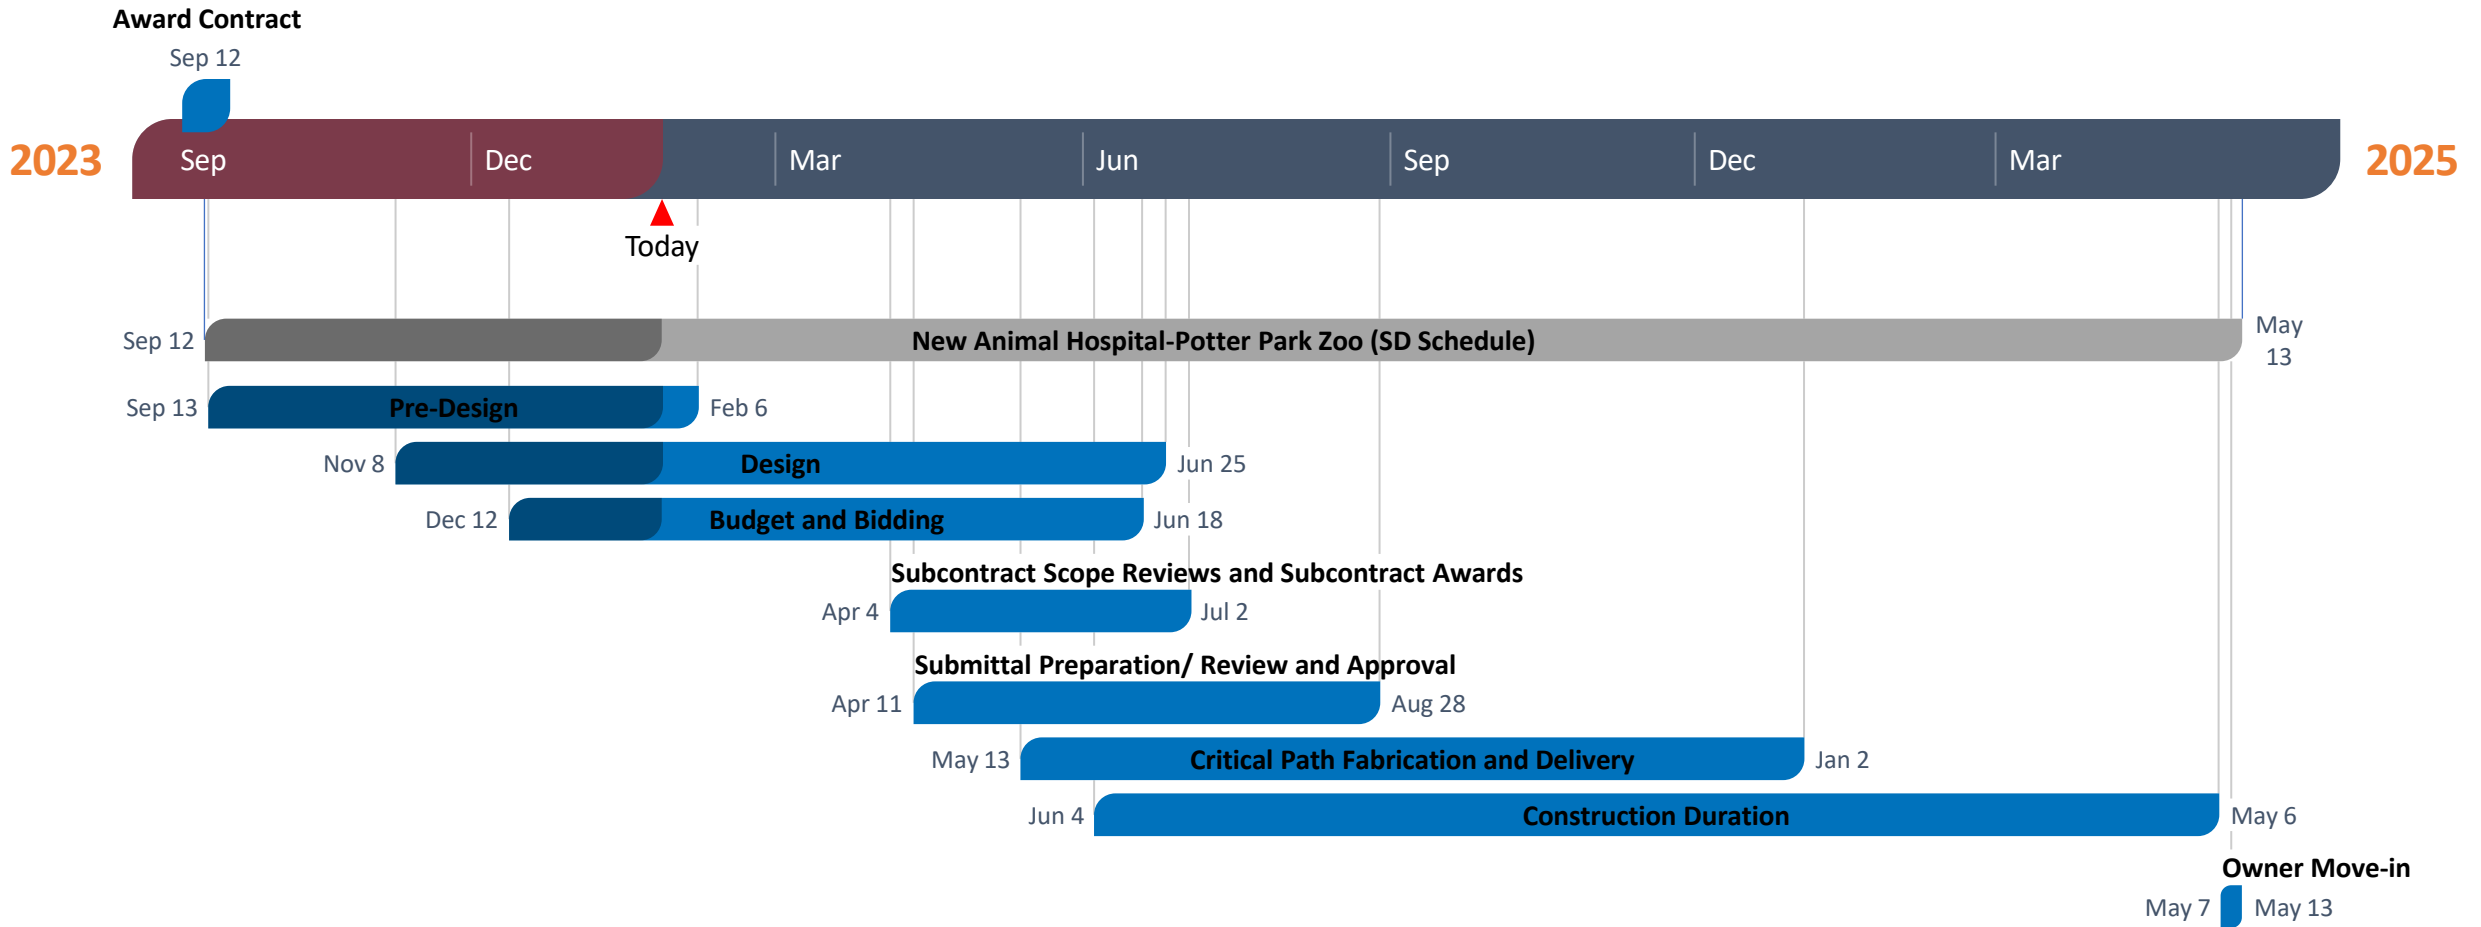 Award Contract
Sep 12
2023
Sep
Dec
Mar
Jun
Sep
Dec
Mar
2025
Today
Sep 12
New Animal Hospital-Potter Park Zoo (SD Schedule)
May
13
Sep 13
Pre-Design
Feb 6
Nov 8
Design
Jun 25
Dec 12
Budget and Bidding
Jun 18
Subcontract Scope Reviews and Subcontract Awards
Apr 4
Jul 2
Submittal Preparation/ Review and Approval
Apr 11
Aug 28
May 13
Critical Path Fabrication and Delivery
Jan 2
Jun 4
Construction Duration
May 6
Owner Move-in
May 7
May 13